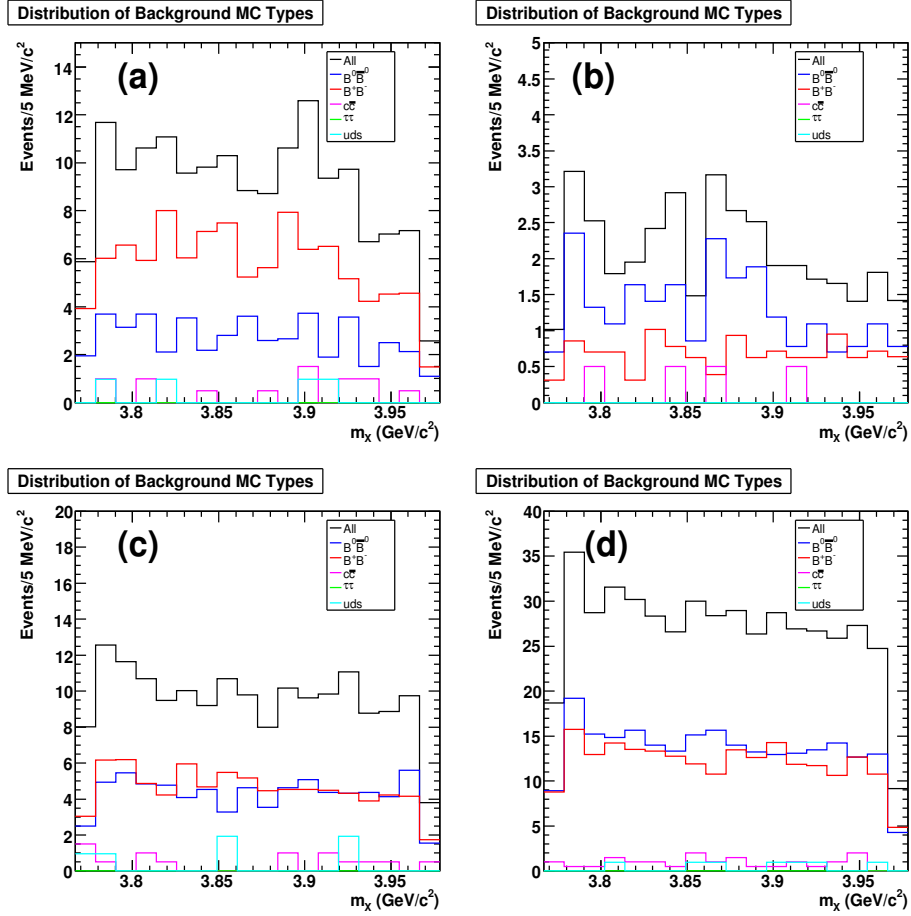 Distribution of Background MC Types
Events/5 MeV/c²
14
12
10
8
6
4
2
0
(a)
All
B⁰B̅⁰
B⁺B⁻
cc̅
ττ
uds
3.8
3.85
3.9
3.95
mX (GeV/c²)
Distribution of Background MC Types
Events/5 MeV/c²
5
4.5
4
3.5
3
2.5
2
1.5
1
0.5
0
(b)
All
B⁰B̅⁰
B⁺B⁻
cc̅
ττ
uds
3.8
3.85
3.9
3.95
mX (GeV/c²)
Distribution of Background MC Types
Events/5 MeV/c²
20
18
16
14
12
10
8
6
4
2
0
(c)
All
B⁰B̅⁰
B⁺B⁻
cc̅
ττ
uds
3.8
3.85
3.9
3.95
mX (GeV/c²)
Distribution of Background MC Types
Events/5 MeV/c²
40
35
30
25
20
15
10
5
0
(d)
All
B⁰B̅⁰
B⁺B⁻
cc̅
ττ
uds
3.8
3.85
3.9
3.95
mX (GeV/c²)